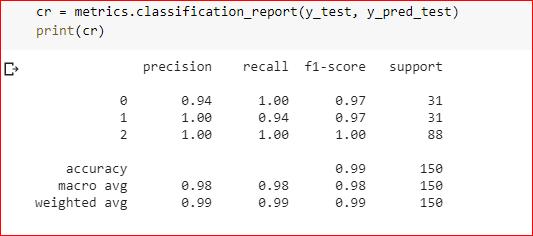 cr = metrics.classification_report(y_test, y_pred_test)
print(cr)
precision recall f1-score support
0 0.94 1.00 0.97 31
1 1.00 0.94 0.97 31
2 1.00 1.00 1.00 88
accuracy 0.99 150
macro avg 0.98 0.98 0.98 150
weighted avg 0.99 0.99 0.99 150